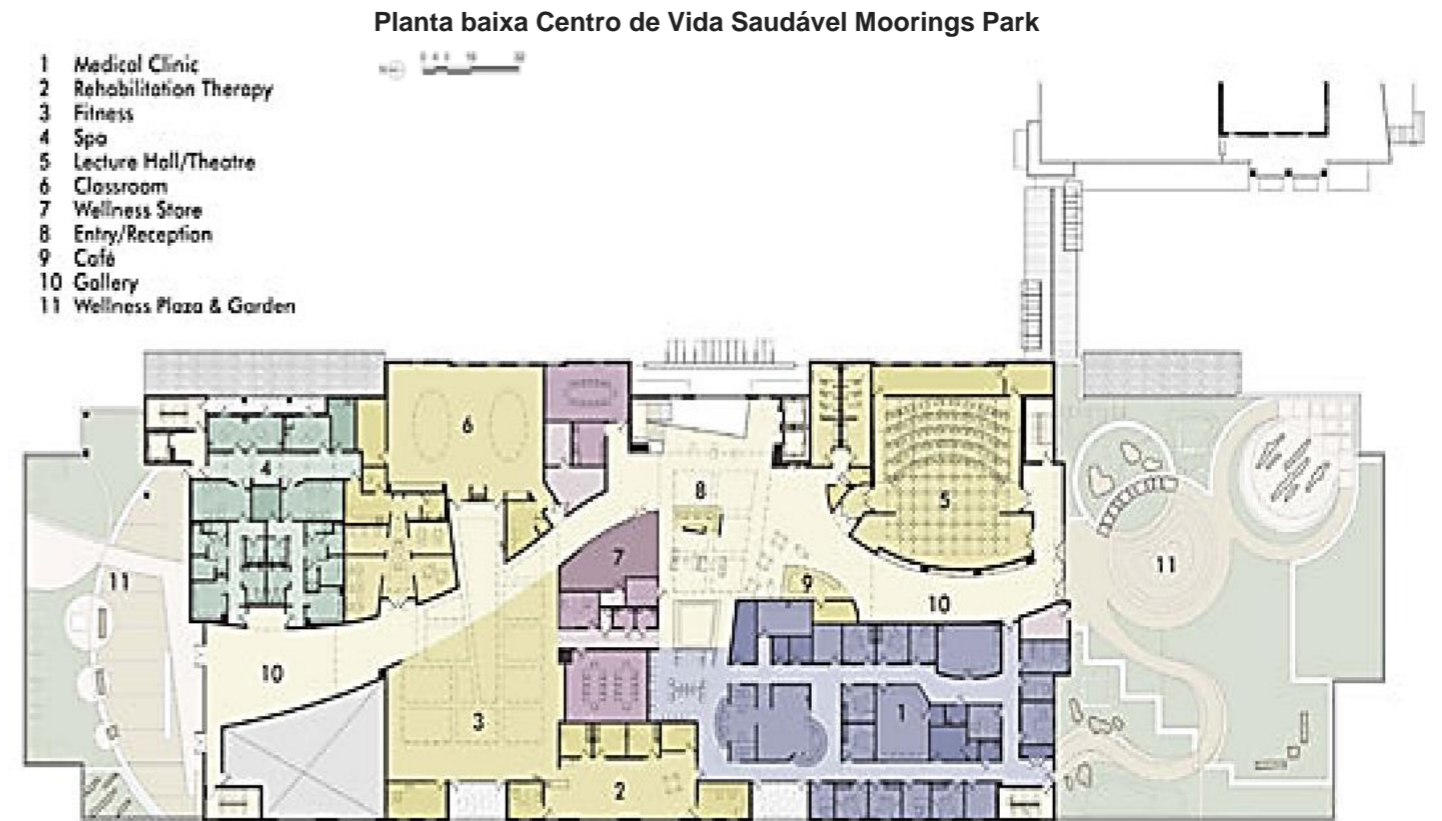 Planta baixa Centro de Vida Saudável Moorings Park
1 Medical Clinic
2 Rehabilitation Therapy
3 Fitness
4 Spa
5 Lecture Hall/Theatre
6 Classroom
7 Wellness Store
8 Entry/Reception
9 Café
10 Gallery
11 Wellness Plaza & Garden
6
4
8
5
7
11
11
9
10
10
1
3
2